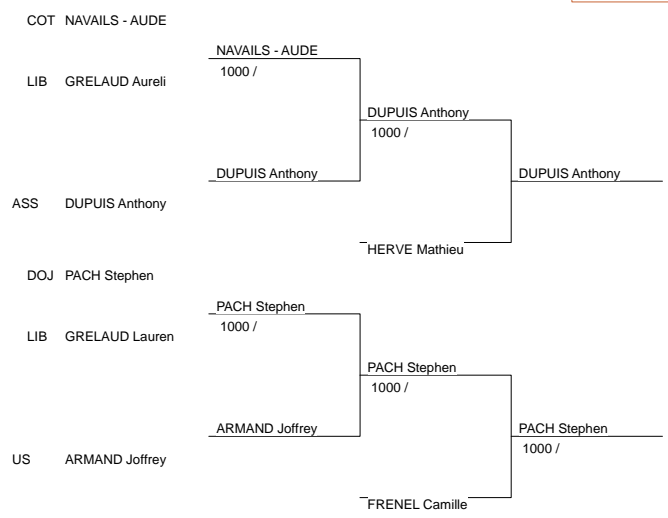 COT NAVAILS - AUDE
NAVAILS - AUDE
1000 /
LIB GRELAUD Aureli
DUPUIS Anthony
1000 /
DUPUIS Anthony
DUPUIS Anthony
ASS DUPUIS Anthony
HERVE Mathieu
DOJ PACH Stephen
PACH Stephen
1000 /
LIB GRELAUD Lauren
PACH Stephen
1000 /
ARMAND Joffrey
PACH Stephen
1000 /
US ARMAND Joffrey
FRENEL Camille